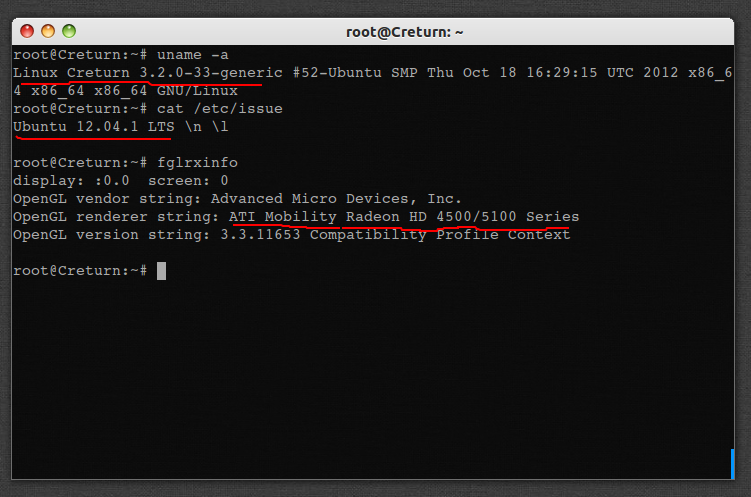 root@Creturn: ~
root@Creturn:~# uname -a
Linux Creturn 3.2.0-33-generic #52-Ubuntu SMP Thu Oct 18 16:29:15 UTC 2012 x86_6
4 x86_64 x86_64 GNU/Linux
root@Creturn:~# cat /etc/issue
Ubuntu 12.04.1 LTS \n \l
root@Creturn:~# fglrxinfo
display: :0.0  screen: 0
OpenGL vendor string: Advanced Micro Devices, Inc.
OpenGL renderer string: ATI Mobility Radeon HD 4500/5100 Series
OpenGL version string: 3.3.11653 Compatibility Profile Context
root@Creturn:~#